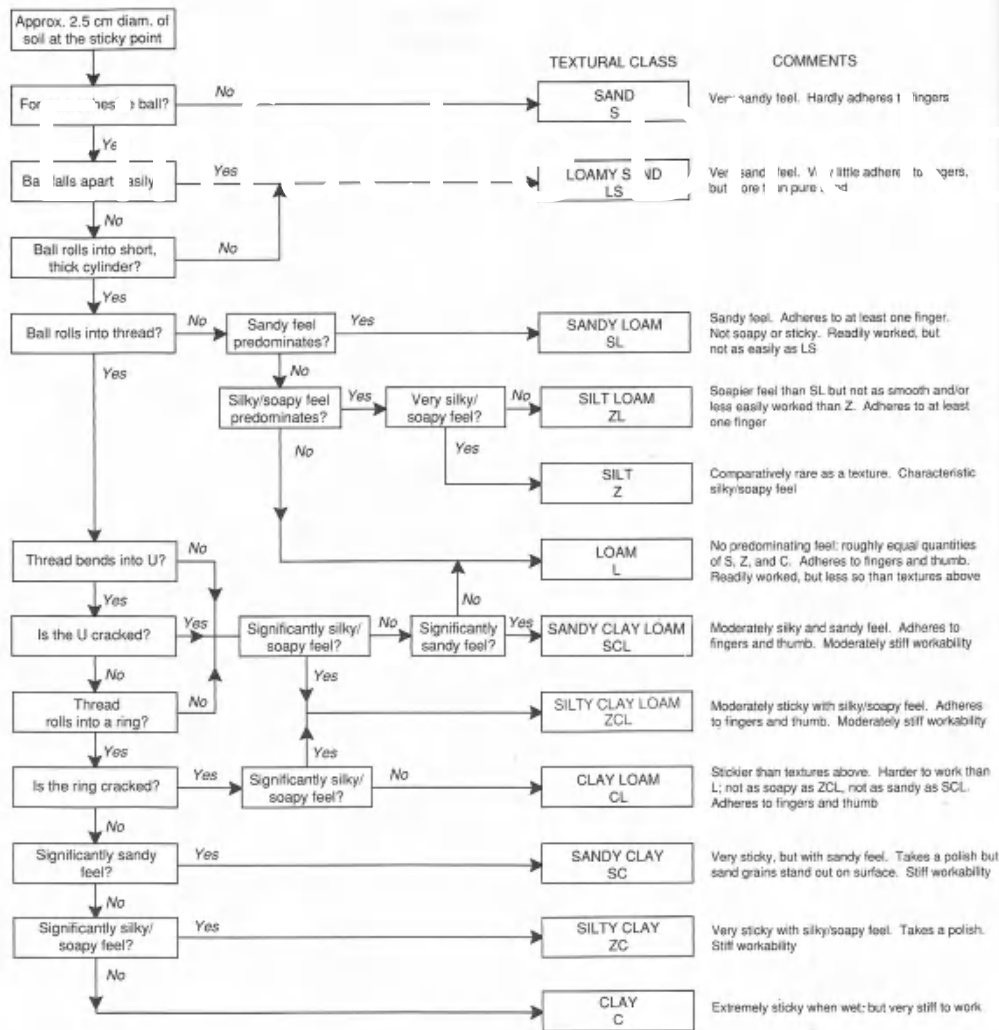 Approx. 2.5 cm diam. of
soil at the sticky point
TEXTURAL CLASS
COMMENTS
ball?
No
SAND
S
sandy feel. Hardly adheres
fingers
Yes
apart
Yes
LOAMY
LS
little
but
pure
No
Ball rolls into short,
thick cylinder?
No
Yes
Ball rolls into thread?
No
Sandy feel
predominates?
Yes
SANDY LOAM
SL
Sandy feel. Adheres to at least one finger.
Not soapy or sticky. Readily worked, but
not as easily as LS
Yes
No
Silky/soapy feel
predominates?
Yes
Very silky/
soapy feel?
No
SILT LOAM
ZL
Soapier feel than SL but not as smooth and/or
less easily worked than Z. Adheres to at least
one finger
No
Yes
SILT
Z
Comparatively rare as a texture. Characteristic
silky/soapy feel
Thread bends into U?
No
LOAM
L
No predominating feel: roughly equal quantities
of S, Z, and C. Adheres to fingers and thumb.
Readily worked, but less so than textures above
Yes
No
Is the U cracked?
Yes
Significantly silky/
soapy feel?
No
Significantly
sandy feel?
Yes
SANDY CLAY LOAM
SCL
Moderately silky and sandy feel. Adheres to
fingers and thumb. Moderately stiff workability
No
Yes
Thread
rolls into a ring?
No
SILTY CLAY LOAM
ZCL
Moderately sticky with silky/soapy feel. Adheres
to fingers and thumb. Moderately stiff workability
Yes
Yes
Is the ring cracked?
Yes
Significantly silky/
soapy feel?
No
CLAY LOAM
CL
Stickier than textures above. Harder to work than
L; not as soapy as ZCL, not as sandy as SCL.
Adheres to fingers and thumb
No
Significantly sandy
feel?
Yes
SANDY CLAY
SC
Very sticky, but with sandy feel. Takes a polish but
sand grains stand out on surface. Stiff workability
No
Significantly silky/
soapy feel?
Yes
SILTY CLAY
ZC
Very sticky with silky/soapy feel. Takes a polish.
Stiff workability
No
CLAY
C
Extremely sticky when wet; but very stiff to work